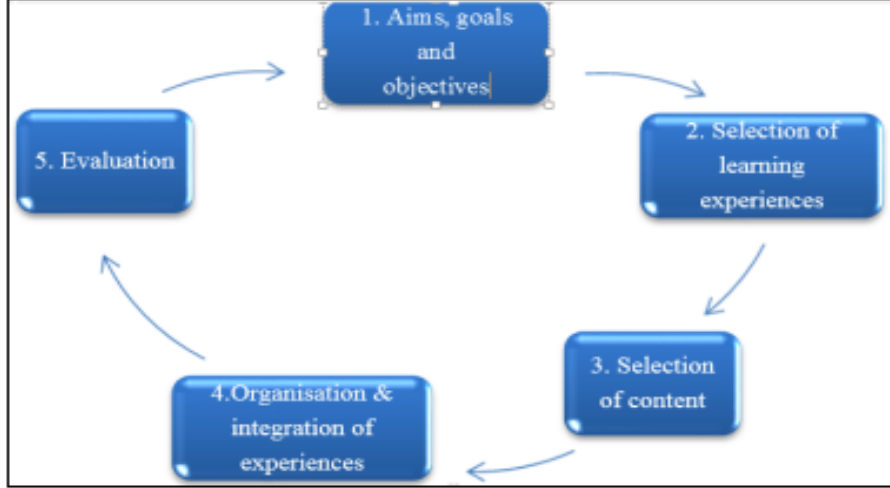 1. Aims, goals
and
objectives
2. Selection of
learning
experiences
3. Selection
of content
4.Organisation &
integration of
experiences
5. Evaluation